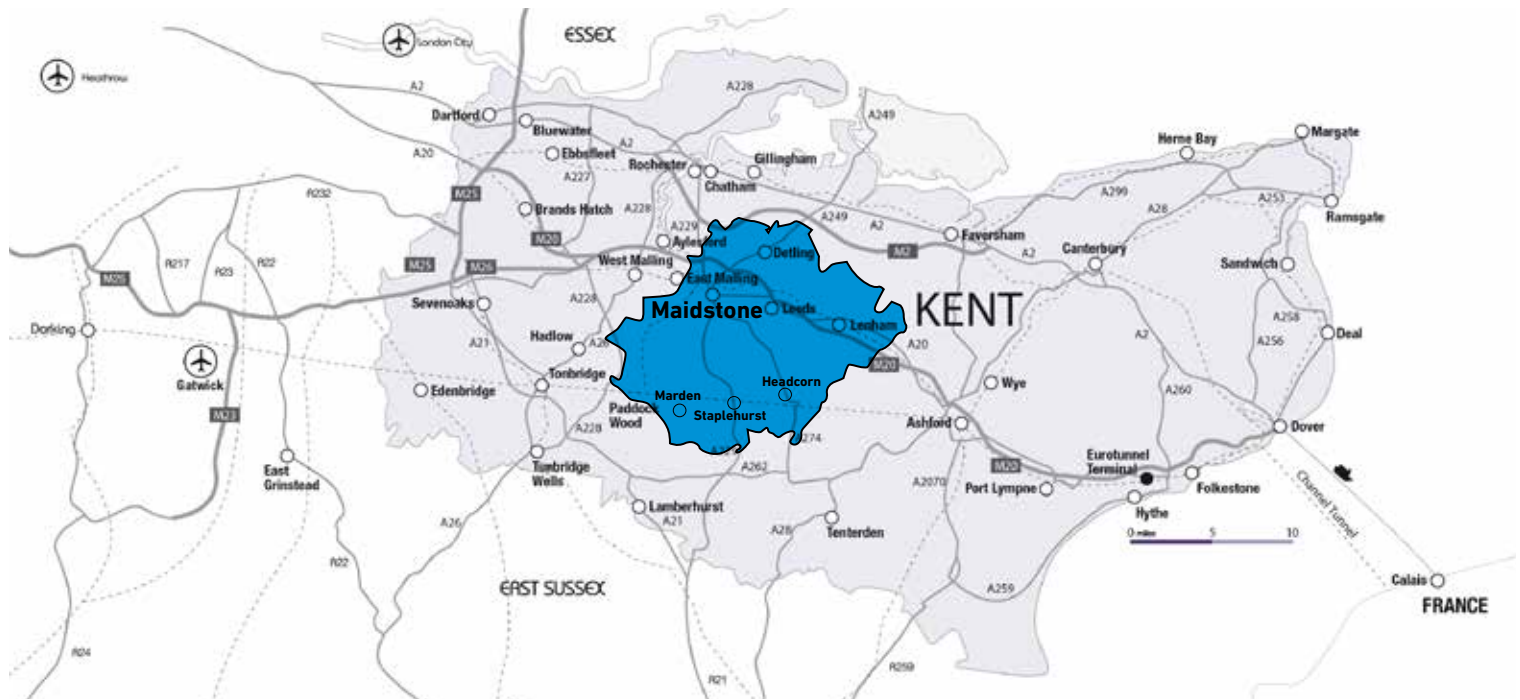 ESSEX
London City
Heathrow
A2
A228
Dartford
A249
Bluewater
Margate
A2
Herne Bay
A20
Ebbsfleet
Rochester
Gillingham
A227
Chatham
R232
M25
A299
A253
Brands Hatch
A228
A28
Ramsgate
A229
A249
A2
Faversham
M20
Aylesford
Canterbury
Detling
M2
A2
R217
R23
R22
M25
M26
West Malling
Sandwich
M25
East Malling
Sevenoaks
A228
Maidstone
Leeds
KENT
Lenham
A258
Dorking
A2
Deal
A21
Hadlow
A26
A20
A256
M20
Gatwick
Edenbridge
Tonbridge
Wye
A260
Headcorn
Marden
M23
Paddock
Wood
Staplehurst
Ashford
Dover
A228
A274
East
Grinstead
Tunbridge
Wells
A262
M20
Eurotunnel
Terminal
A2070
Port Lympne
Folkestone
Lamberhurst
Hythe
Channel Tunnel
A26
A21
A28
Tenterden
0 miles 5 10
R22
A259
Calais
EAST SUSSEX
FRANCE
R24
R259
R21